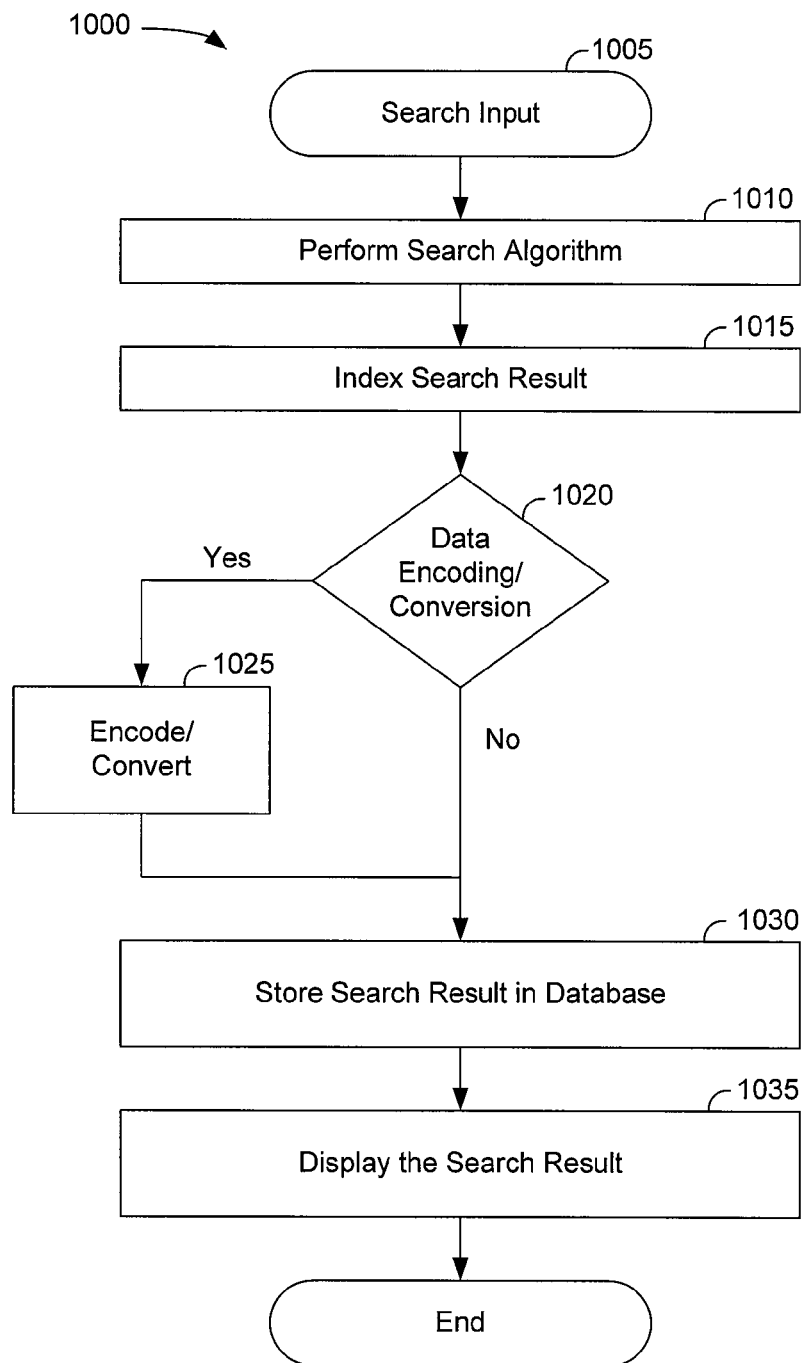 1000
1005
Search Input
1010
Perform Search Algorithm
1015
Index Search Result
1020
Data
Encoding/
Conversion
Yes
1025
Encode/
Convert
No
1030
Store Search Result in Database
1035
Display the Search Result
End